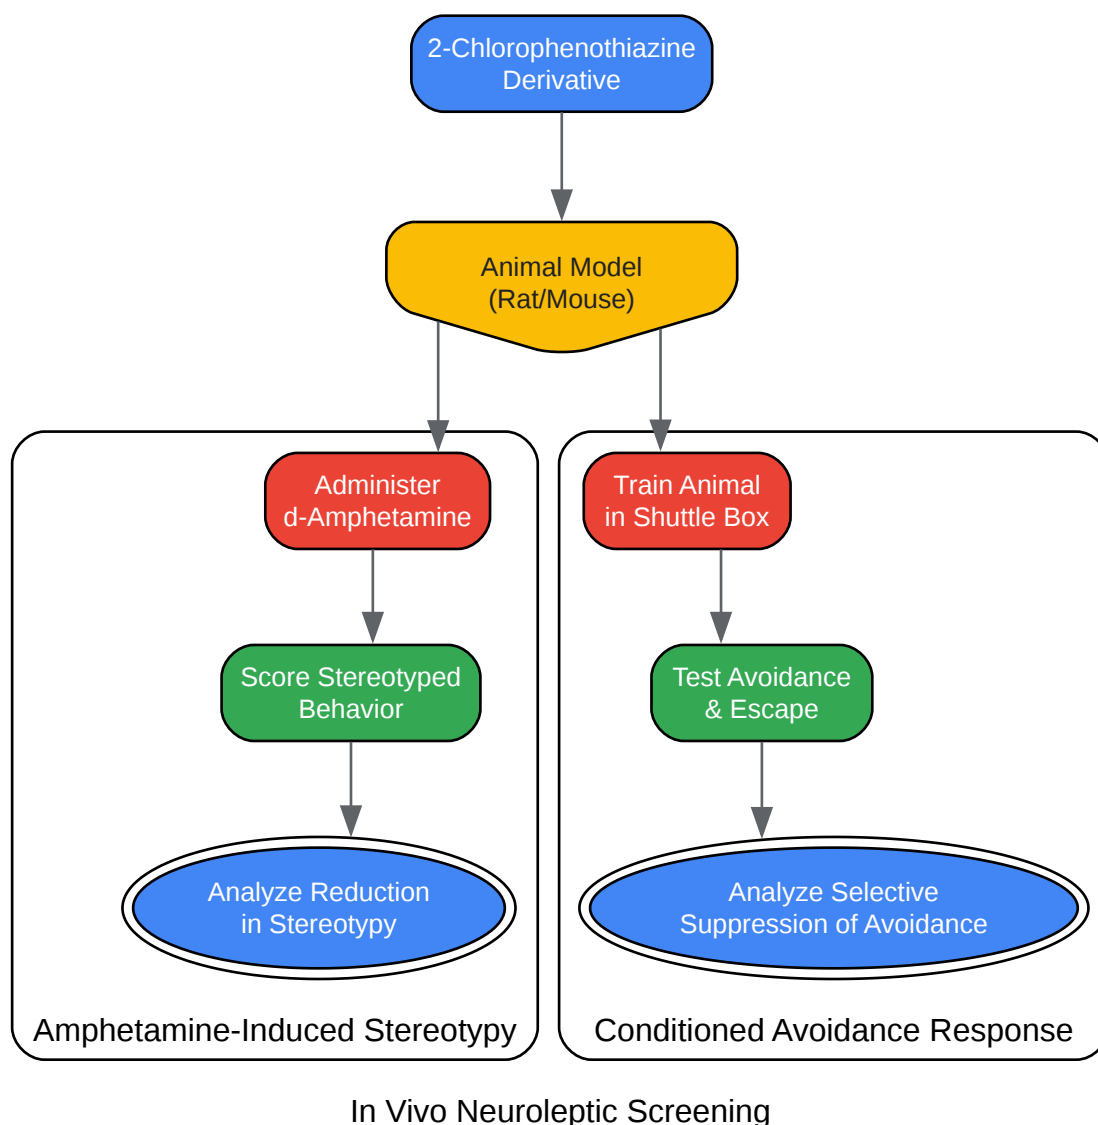 2-Chlorophenothiazine
Derivative
Animal Model
(Rat/Mouse)
Administer
d-Amphetamine
Score Stereotyped
Behavior
Analyze Reduction
in Stereotypy
Amphetamine-Induced Stereotypy
Train Animal
in Shuttle Box
Test Avoidance
& Escape
Analyze Selective
Suppression of Avoidance
Conditioned Avoidance Response
In Vivo Neuroleptic Screening